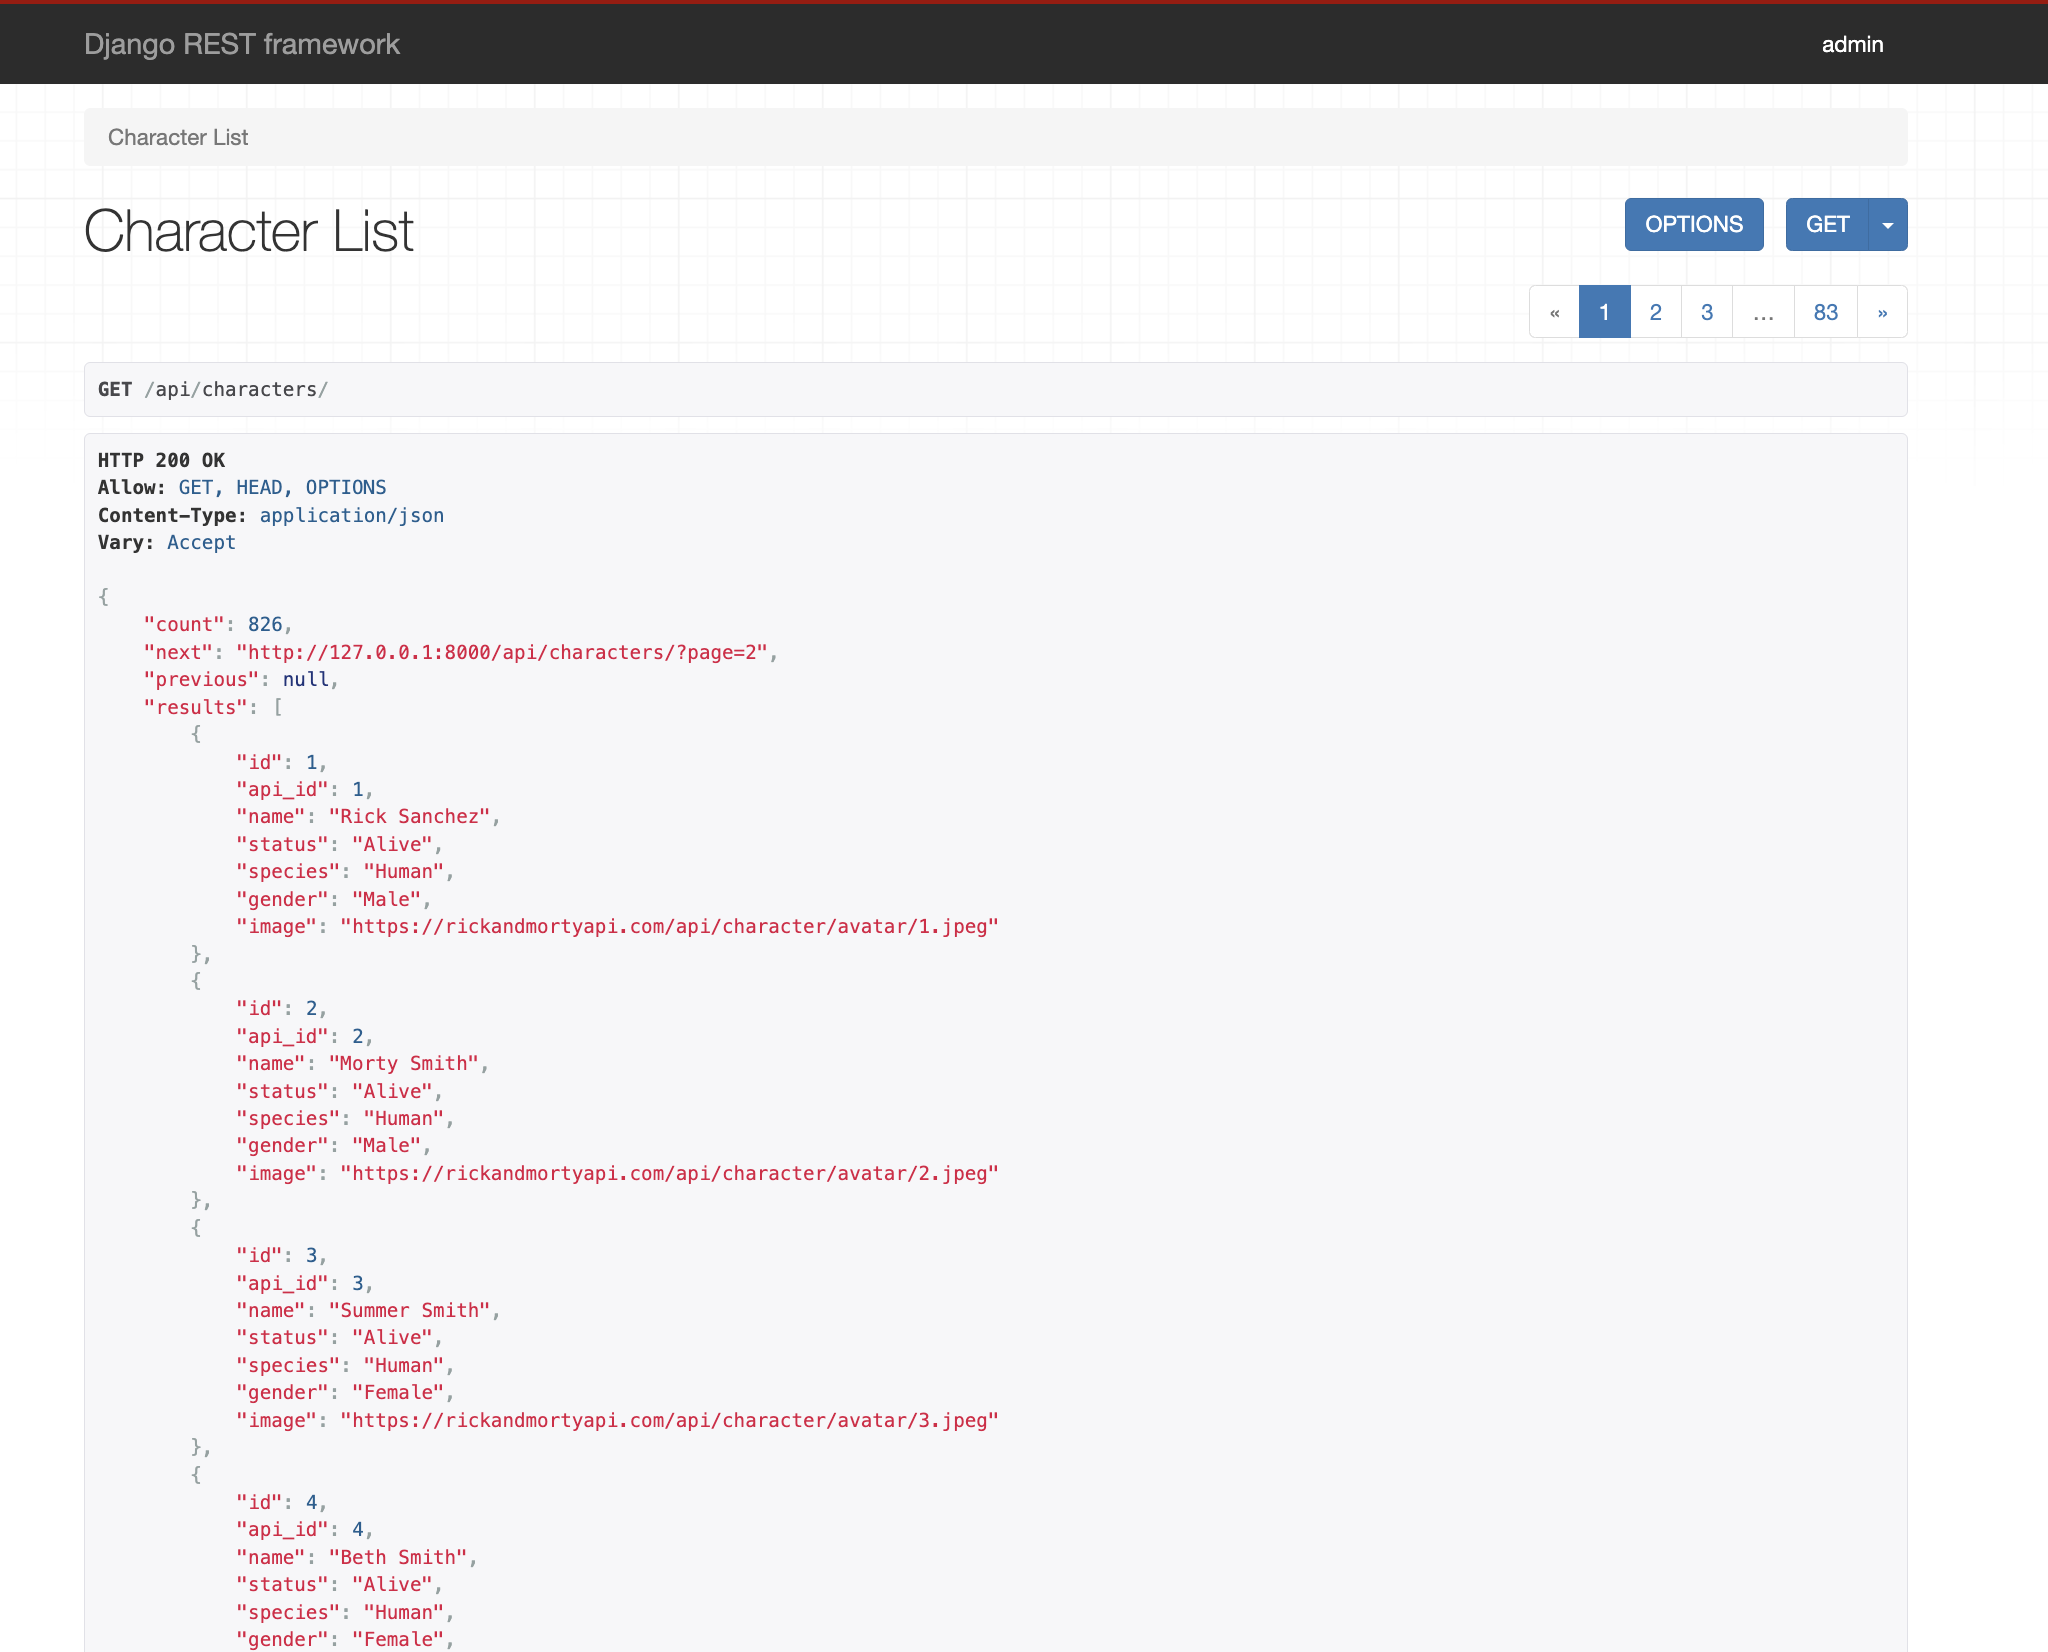 Django REST framework
admin
Character List
Character List
OPTIONS
GET
« 1 2 3 … 83 »
GET /api/characters/
HTTP 200 OK
Allow: GET, HEAD, OPTIONS
Content-Type: application/json
Vary: Accept
{
    "count": 826,
    "next": "http://127.0.0.1:8000/api/characters/?page=2",
    "previous": null,
    "results": [
        {
            "id": 1,
            "api_id": 1,
            "name": "Rick Sanchez",
            "status": "Alive",
            "species": "Human",
            "gender": "Male",
            "image": "https://rickandmortyapi.com/api/character/avatar/1.jpeg"
        },
        {
            "id": 2,
            "api_id": 2,
            "name": "Morty Smith",
            "status": "Alive",
            "species": "Human",
            "gender": "Male",
            "image": "https://rickandmortyapi.com/api/character/avatar/2.jpeg"
        },
        {
            "id": 3,
            "api_id": 3,
            "name": "Summer Smith",
            "status": "Alive",
            "species": "Human",
            "gender": "Female",
            "image": "https://rickandmortyapi.com/api/character/avatar/3.jpeg"
        },
        {
            "id": 4,
            "api_id": 4,
            "name": "Beth Smith",
            "status": "Alive",
            "species": "Human",
            "gender": "Female",